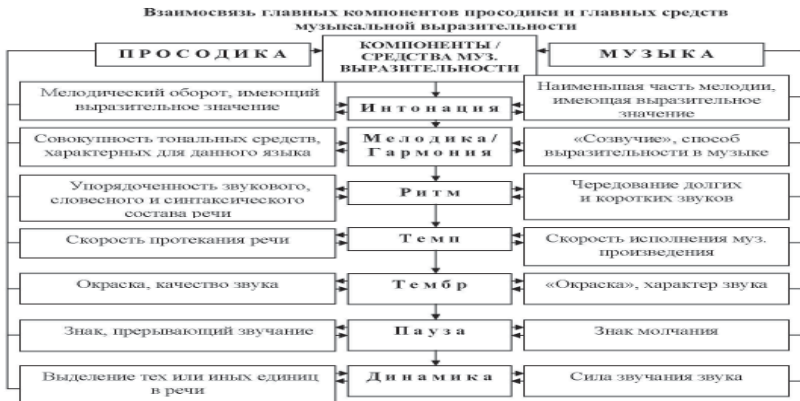 Взаимосвязь главных компонентов просодики и главных средств
музыкальной выразительности
ПРОСОДИКА
КОМПОНЕНТЫ /
СРЕДСТВА МУЗ.
ВЫРАЗИТЕЛЬНОСТИ
МУЗЫКА
Мелодический оборот, имеющий
выразительное значение
Интонация
Наименьшая часть мелодии,
имеющая выразительное
значение
Совокупность тональных средств,
характерных для данного языка
Мелодика/
Гармония
«Созвучие», способ
выразительности в музыке
Упорядоченность звукового,
словесного и синтаксического
состава речи
Ритм
Чередование долгих
и коротких звуков
Скорость протекания речи
Темп
Скорость исполнения муз.
произведения
Окраска, качество звука
Тембр
«Окраска», характер звука
Знак, прерывающий звучание
Пауза
Знак молчания
Выделение тех или иных единиц
в речи
Динамика
Сила звучания звука